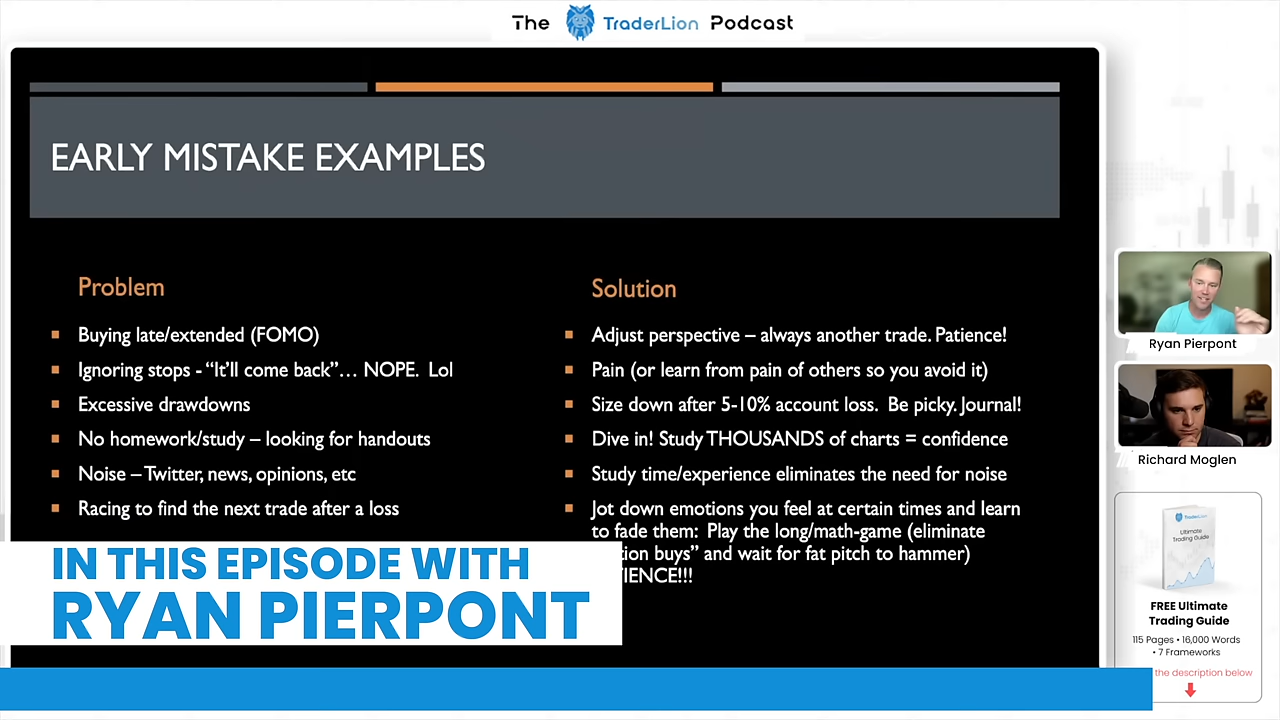 The TraderLion Podcast
EARLY MISTAKE EXAMPLES
Problem
Buying late/extended (FOMO)
Ignoring stops - “It’ll come back”… NOPE. Lol
Excessive drawdowns
No homework/study – looking for handouts
Noise – Twitter, news, opinions, etc
Racing to find the next trade after a loss
Solution
Adjust perspective – always another trade. Patience!
Pain (or learn from pain of others so you avoid it)
Size down after 5-10% account loss. Be picky. Journal!
Dive in! Study THOUSANDS of charts = confidence
Study time/experience eliminates the need for noise
Jot down emotions you feel at certain times and learn
to fade them: Play the long/math-game (eliminate
buys” and wait for fat pitch to hammer)
IN THIS EPISODE WITH
RYAN PIERPONT
Ryan Pierpont
Richard Moglen
TraderLion
Ultimate
Trading Guide
FREE Ultimate
Trading Guide
115 Pages • 16,000 Words
• 7 Frameworks
the description below